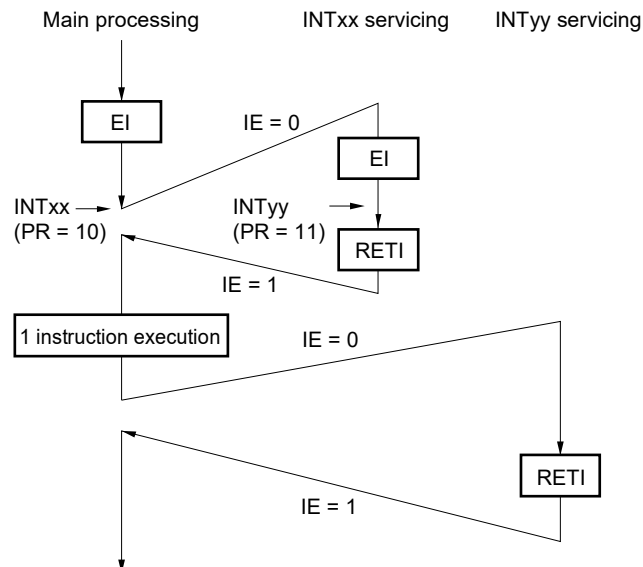 Main processing
INTxx servicing
INTyy servicing
EI
IE = 0
EI
INTxx
(PR = 10)
INTyy
(PR = 11)
RETI
IE = 1
1 instruction execution
IE = 0
RETI
IE = 1